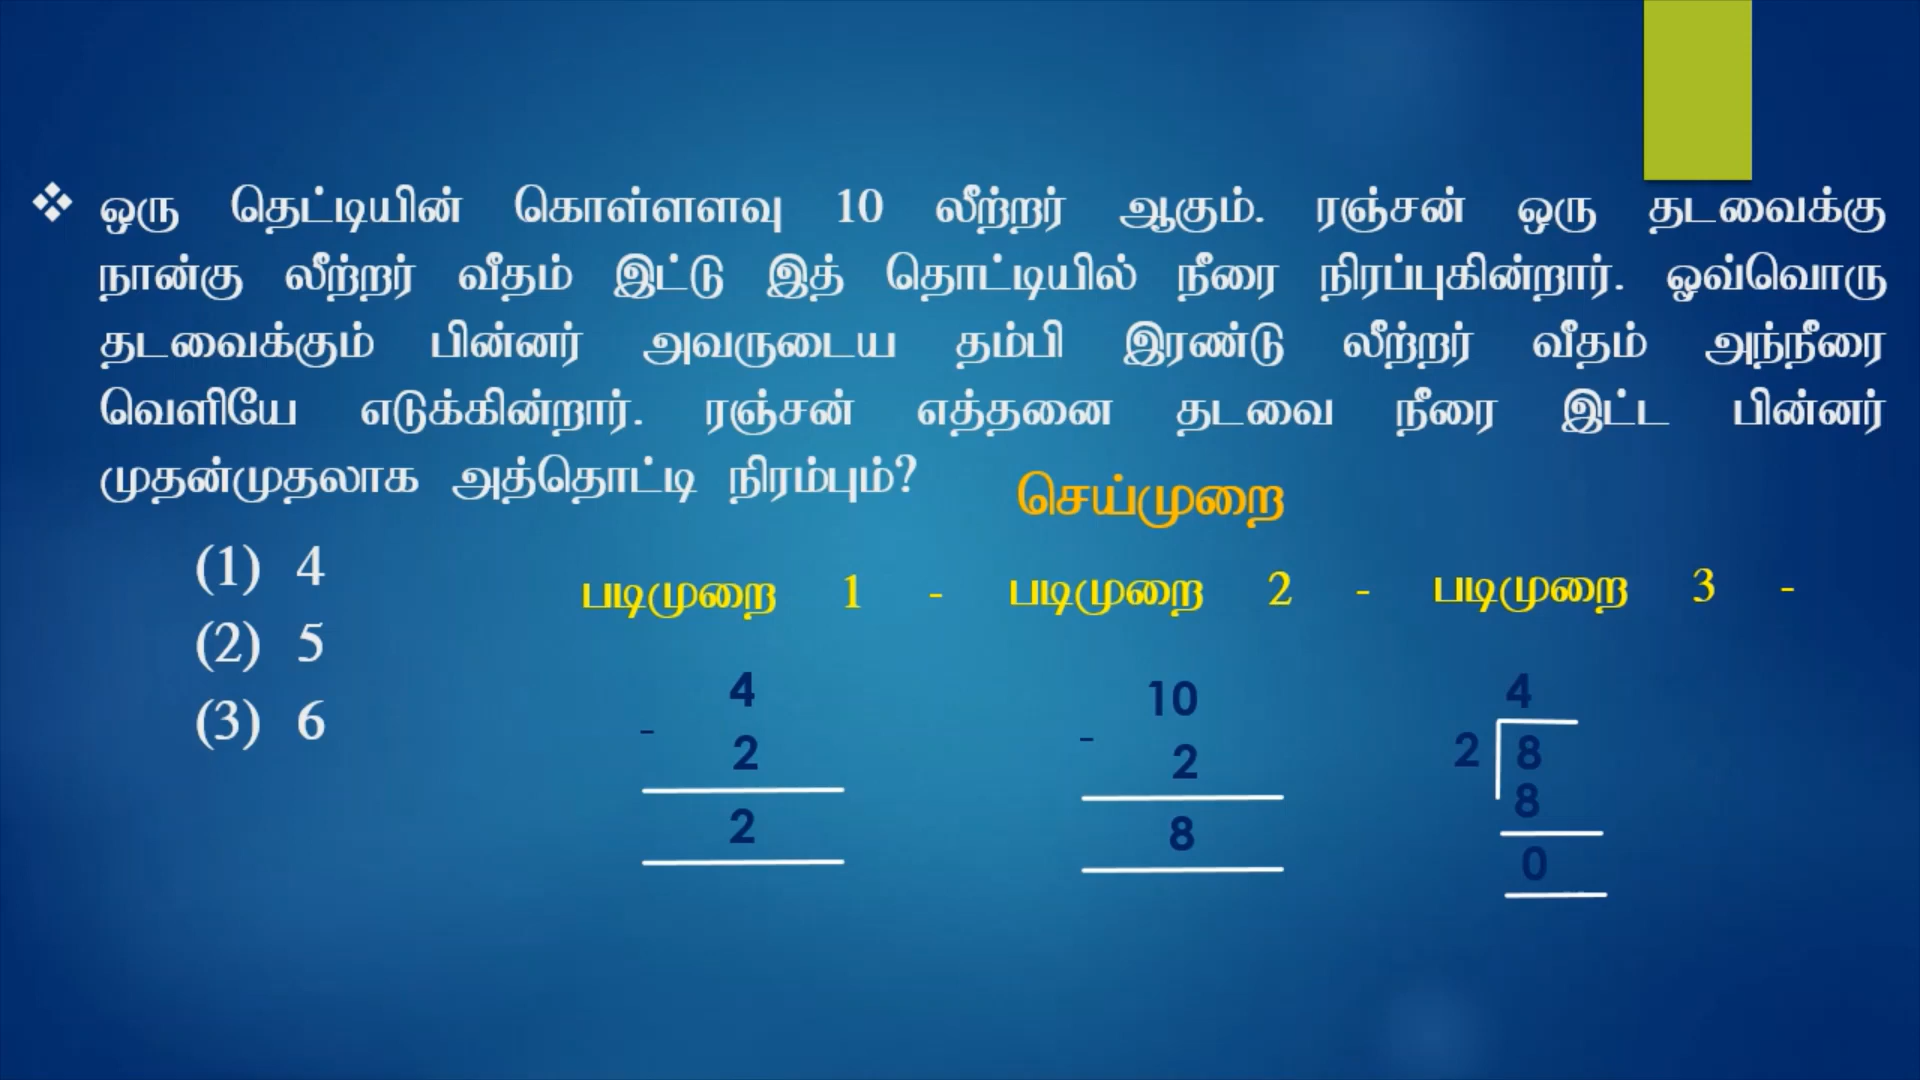 ❖ ஒரு தெட்டியின் கொள்ளளவு 10 லீற்றர் ஆகும். ரஞ்சன் ஒரு தடவைக்கு
நான்கு லீற்றர் வீதம் இட்டு இத் தொட்டியில் நீரை நிரப்புகின்றார். ஓவ்வொரு
தடவைக்கும் பின்னர் அவருடைய தம்பி இரண்டு லீற்றர் வீதம் அந்நீரை
வெளியே எடுக்கின்றார். ரஞ்சன் எத்தனை தடவை நீரை இட்ட பின்னர்
முதன்முதலாக அத்தொட்டி நிரம்பும்?
செய்முறை
(1) 4
(2) 5
(3) 6
படிமுறை 1 - படிமுறை 2 - படிமுறை 3 -
4
- 2
2
10
- 2
8
4
2 8
8
0